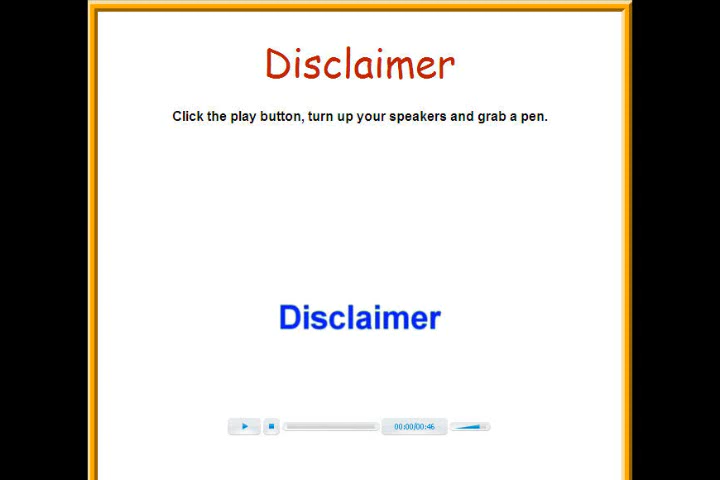 Disclaimer
Click the play button, turn up your speakers and grab a pen.
Disclaimer
00:00/00:46